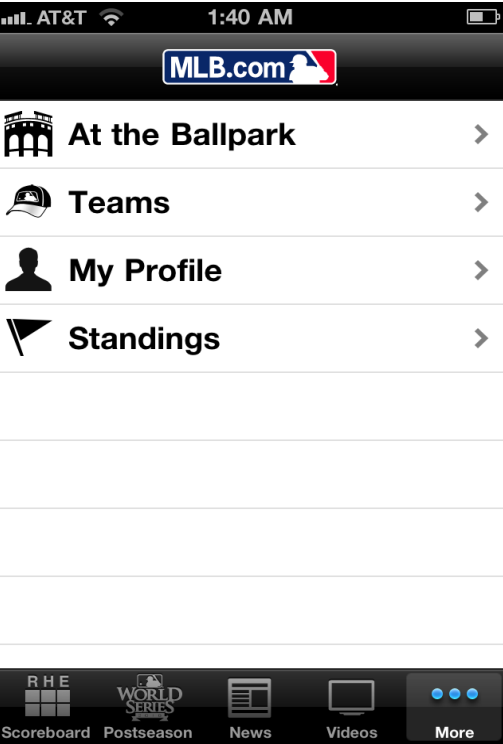 AT&T 1:40 AM
MLB.com
At the Ballpark
Teams
My Profile
Standings
R H E
WORLD
SERIES
Scoreboard Postseason News Videos More